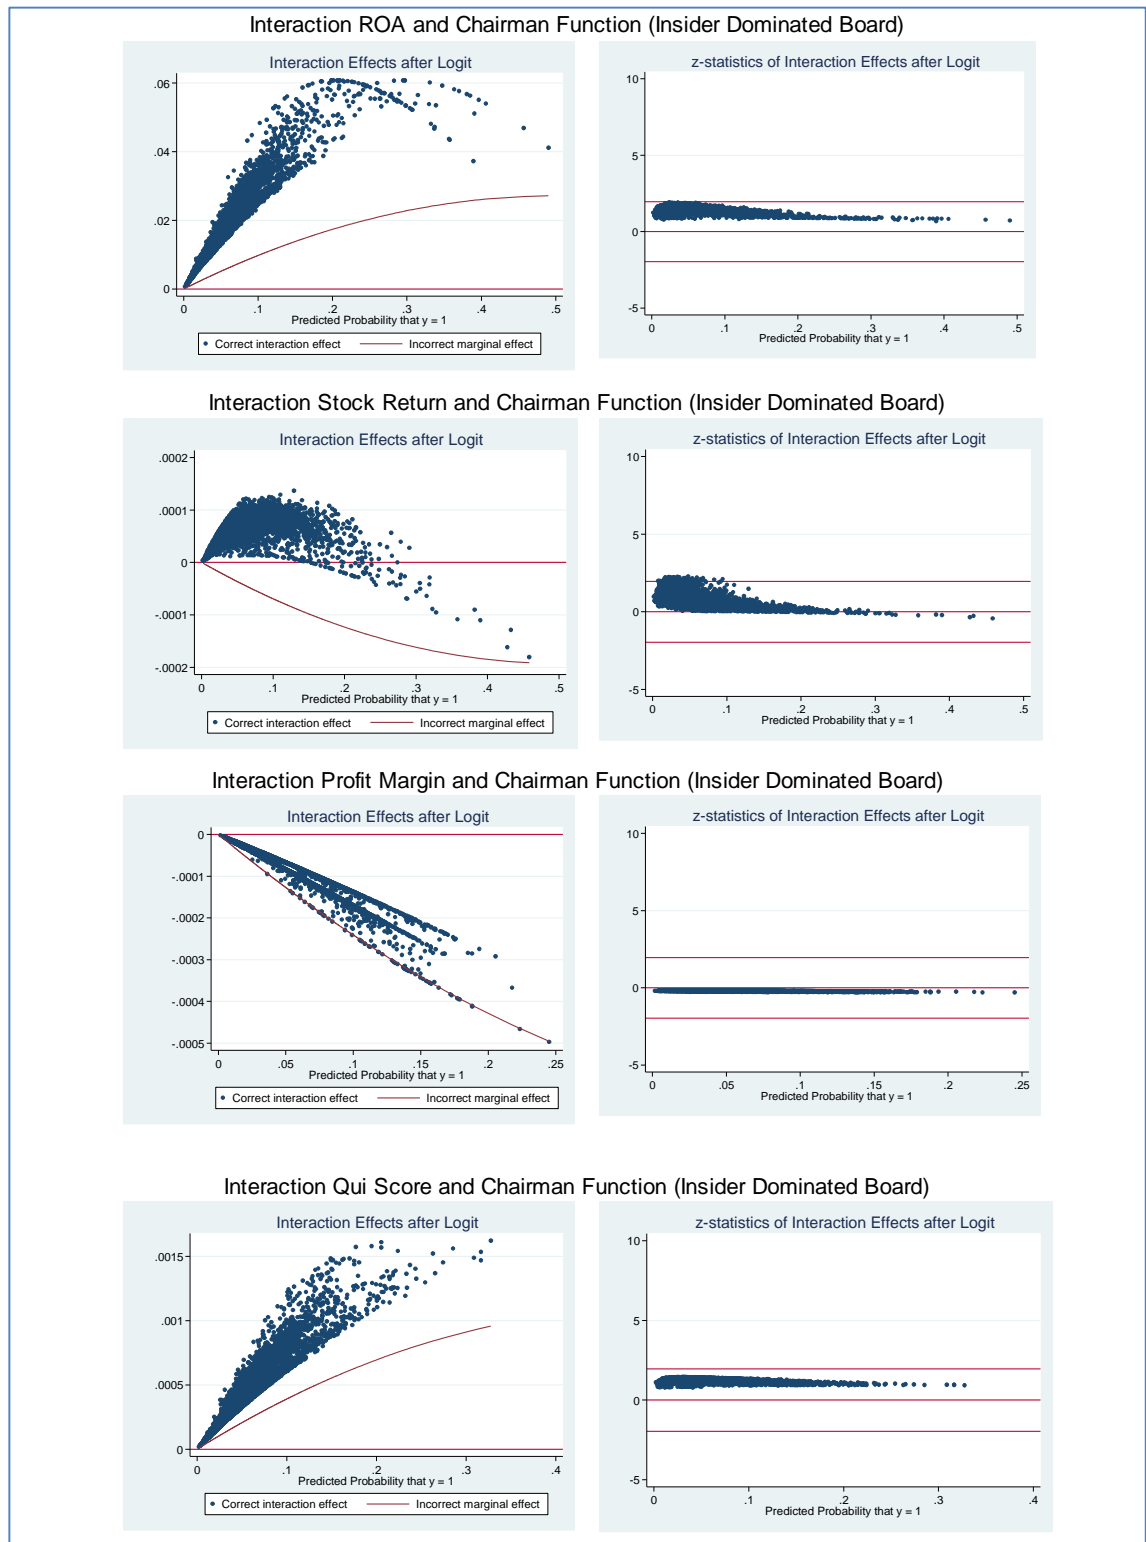 Interaction ROA and Chairman Function (Insider Dominated Board)
Interaction Effects after Logit
.06
.04
.02
0
0 .1 .2 .3 .4 .5
Predicted Probability that y = 1
Correct interaction effect Incorrect marginal effect
z-statistics of Interaction Effects after Logit
10
5
0
-5
0 .1 .2 .3 .4 .5
Predicted Probability that y = 1
Interaction Stock Return and Chairman Function (Insider Dominated Board)
Interaction Effects after Logit
.0002
.0001
0
-.0001
-.0002
0 .1 .2 .3 .4 .5
Predicted Probability that y = 1
Correct interaction effect Incorrect marginal effect
z-statistics of Interaction Effects after Logit
10
5
0
-5
0 .1 .2 .3 .4 .5
Predicted Probability that y = 1
Interaction Profit Margin and Chairman Function (Insider Dominated Board)
Interaction Effects after Logit
0
-.0001
-.0002
-.0003
-.0004
-.0005
0 .05 .1 .15 .2 .25
Predicted Probability that y = 1
Correct interaction effect Incorrect marginal effect
z-statistics of Interaction Effects after Logit
10
5
0
-5
0 .05 .1 .15 .2 .25
Predicted Probability that y = 1
Interaction Qui Score and Chairman Function (Insider Dominated Board)
Interaction Effects after Logit
.0015
.001
.0005
0
0 .1 .2 .3 .4
Predicted Probability that y = 1
Correct interaction effect Incorrect marginal effect
z-statistics of Interaction Effects after Logit
10
5
0
-5
0 .1 .2 .3 .4
Predicted Probability that y = 1